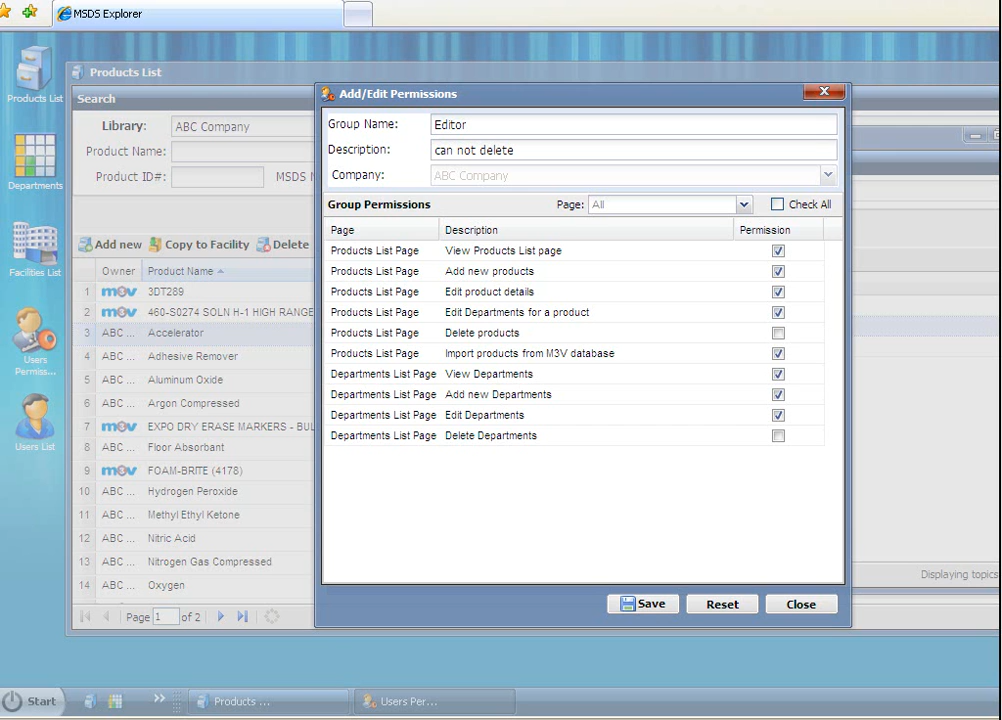 MSDS Explorer
Products List
Departments
Facilities List
Users
Permiss...
Users List
Products List
Search
Library: ABC Company
Product Name:
Product ID#: MSDS
Add new Copy to Facility Delete
Owner Product Name
1 m3v 3DT289
2 m3v 460-S0274 SOLN H-1 HIGH RANGE
3 ABC ... Accelerator
4 ABC ... Adhesive Remover
5 ABC ... Aluminum Oxide
6 ABC ... Argon Compressed
7 m3v EXPO DRY ERASE MARKERS - BUL
8 ABC ... Floor Absorbant
9 m3v FOAM-BRITE (4178)
10 ABC ... Hydrogen Peroxide
11 ABC ... Methyl Ethyl Ketone
12 ABC ... Nitric Acid
13 ABC ... Nitrogen Gas Compressed
14 ABC ... Oxygen
Page 1 of 2
Add/Edit Permissions X
Group Name: Editor
Description: can not delete
Company: ABC Company
Group Permissions Page: All Check All
Page Description Permission
Products List Page View Products List page
Products List Page Add new products
Products List Page Edit product details
Products List Page Edit Departments for a product
Products List Page Delete products
Products List Page Import products from M3V database
Departments List Page View Departments
Departments List Page Add new Departments
Departments List Page Edit Departments
Departments List Page Delete Departments
Save Reset Close
Displaying topics
Start >> Products ... Users Per...